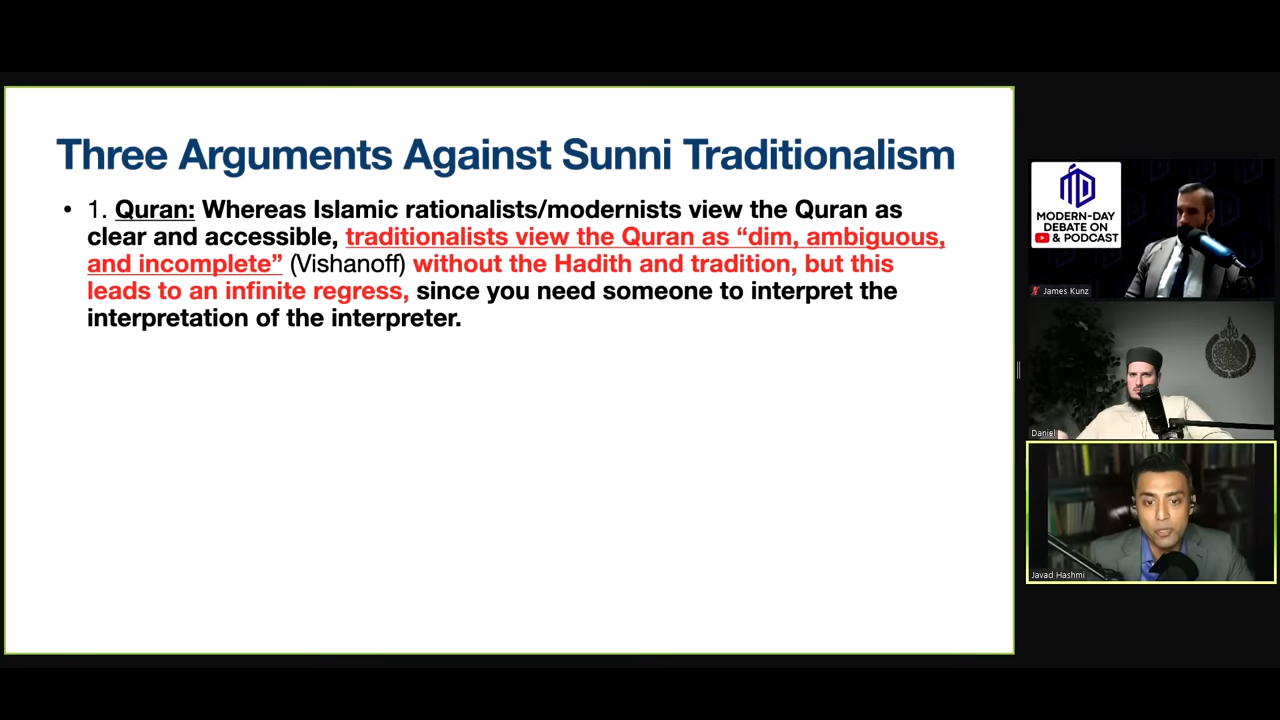 Three Arguments Against Sunni Traditionalism
• 1. Quran: Whereas Islamic rationalists/modernists view the Quran as
clear and accessible, traditionalists view the Quran as “dim, ambiguous,
and incomplete” (Vishanoff) without the Hadith and tradition, but this
leads to an infinite regress, since you need someone to interpret the
interpretation of the interpreter.
MODERN-DAY
DEBATE ON
& PODCAST
James Kunz
Daniel
Javad Hashmi